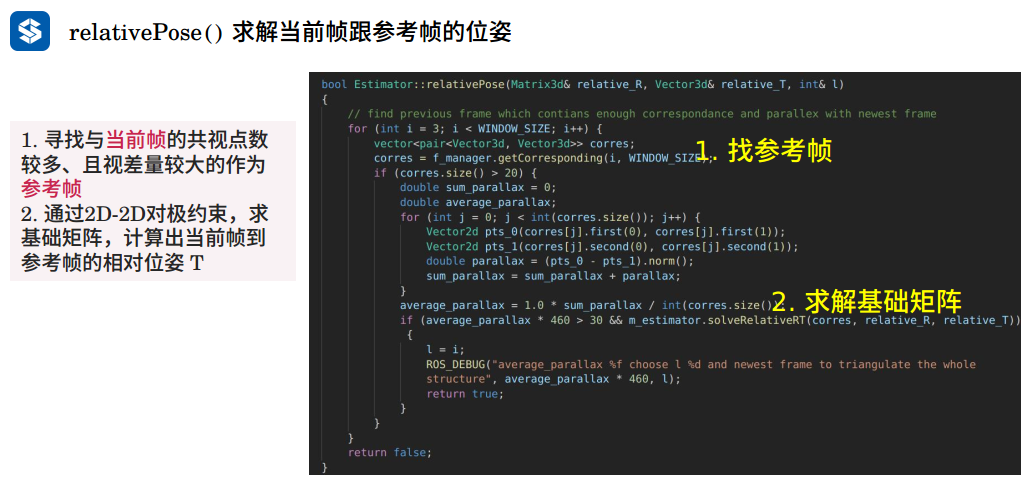 relativePose() 求解当前帧跟参考帧的位姿
1. 寻找与当前帧的共视点数
较多、且视差量较大的作为
参考帧
2. 通过2D-2D对极约束，求
基础矩阵，计算出当前帧到
参考帧的相对位姿 T
bool Estimator::relativePose(Matrix3d& relative_R, Vector3d& relative_T, int& l)
{
// find previous frame which contians enough correspondance and parallex with newest frame
for (int i = 3; i < WINDOW_SIZE; i++) {
vector<pair<Vector3d, Vector3d>> corres;
corres = f_manager.getCorresponding(i, WINDOW_SIZE);
1. 找参考帧
if (corres.size() > 20) {
double sum_parallax = 0;
double average_parallax;
for (int j = 0; j < int(corres.size()); j++) {
Vector2d pts_0(corres[j].first(0), corres[j].first(1));
Vector2d pts_1(corres[j].second(0), corres[j].second(1));
double parallax = (pts_0 - pts_1).norm();
sum_parallax = sum_parallax + parallax;
}
average_parallax = 1.0 * sum_parallax / int(corres.size());
2. 求解基础矩阵
if (average_parallax * 460 > 30 && m_estimator.solveRelativeRT(corres, relative_R, relative_T))
{
l = i;
ROS_DEBUG("average_parallax %f choose l %d and newest frame to triangulate the whole
structure", average_parallax * 460, l);
return true;
}
}
}
return false;
}